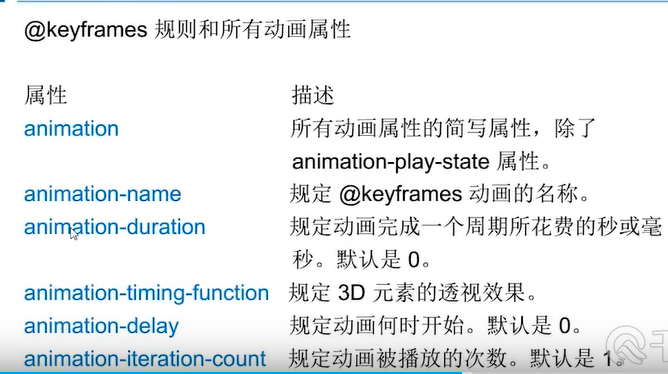 @keyframes 规则和所有动画属性
属性 描述
animation 所有动画属性的简写属性，除了
animation-play-state 属性。
animation-name 规定 @keyframes 动画的名称。
animation-duration 规定动画完成一个周期所花费的秒或毫
秒。默认是 0。
animation-timing-function 规定 3D 元素的透视效果。
animation-delay 规定动画何时开始。默认是 0。
animation-iteration-count 规定动画被播放的次数。默认是 1。